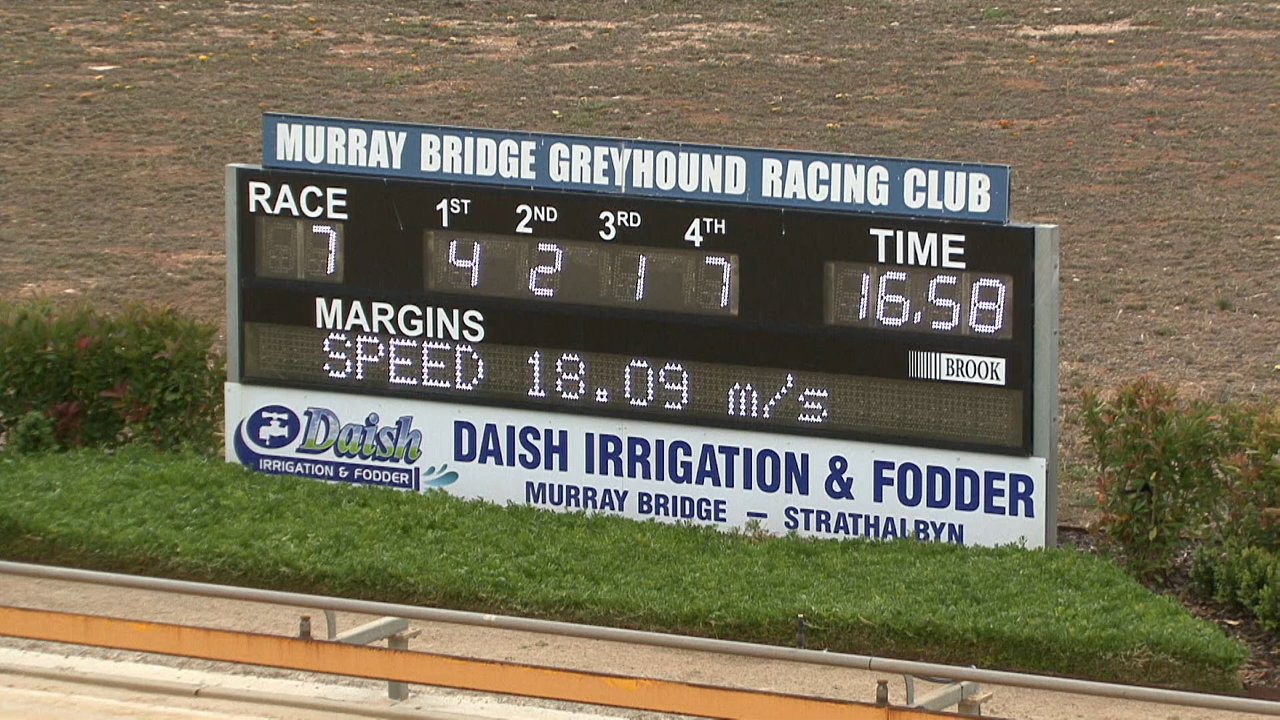 MURRAY BRIDGE GREYHOUND RACING CLUB
RACE 1ST 2ND 3RD 4TH TIME
7 4 2 1 7 16.58
MARGINS
SPEED 18.09 m/s
BROOK
Daish
IRRIGATION & FODDER
DAISH IRRIGATION & FODDER
MURRAY BRIDGE – STRATHALBYN